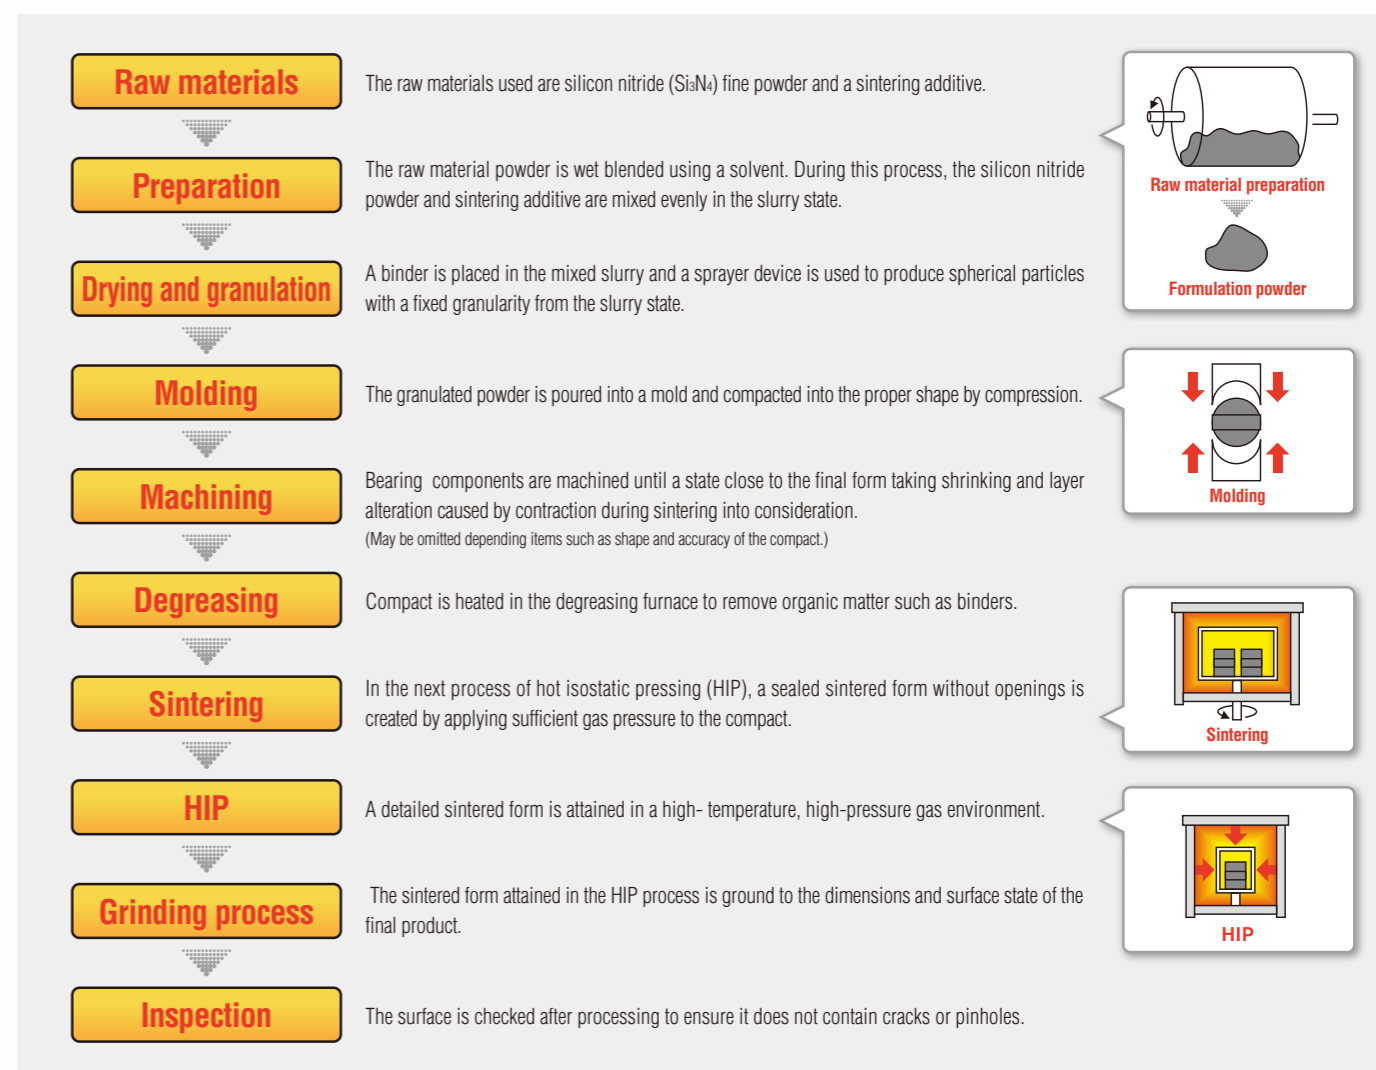 Raw materials
The raw materials used are silicon nitride (Si3N4) fine powder and a sintering additive.
Preparation
The raw material powder is wet blended using a solvent. During this process, the silicon nitride
powder and sintering additive are mixed evenly in the slurry state.
Drying and granulation
A binder is placed in the mixed slurry and a sprayer device is used to produce spherical particles
with a fixed granularity from the slurry state.
Raw material preparation
Formulation powder
Molding
The granulated powder is poured into a mold and compacted into the proper shape by compression.
Molding
Machining
Bearing components are machined until a state close to the final form taking shrinking and layer
alteration caused by contraction during sintering into consideration.
(May be omitted depending items such as shape and accuracy of the compact.)
Degreasing
Compact is heated in the degreasing furnace to remove organic matter such as binders.
Sintering
In the next process of hot isostatic pressing (HIP), a sealed sintered form without openings is
created by applying sufficient gas pressure to the compact.
Sintering
HIP
A detailed sintered form is attained in a high- temperature, high-pressure gas environment.
HIP
Grinding process
The sintered form attained in the HIP process is ground to the dimensions and surface state of the
final product.
Inspection
The surface is checked after processing to ensure it does not contain cracks or pinholes.